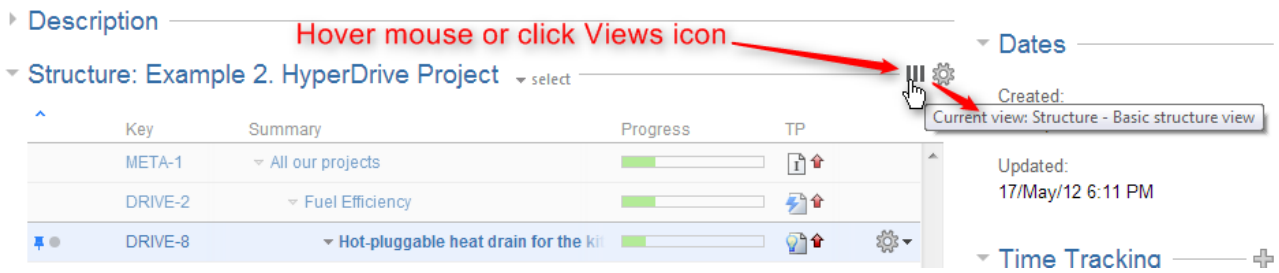 Description
Hover mouse or click Views icon
Dates
Structure: Example 2. HyperDrive Project select
Created:
Current view: Structure - Basic structure view
Key Summary Progress TP
META-1 All our projects
Updated:
17/May/12 6:11 PM
DRIVE-2 Fuel Efficiency
DRIVE-8 Hot-pluggable heat drain for the
Time Tracking